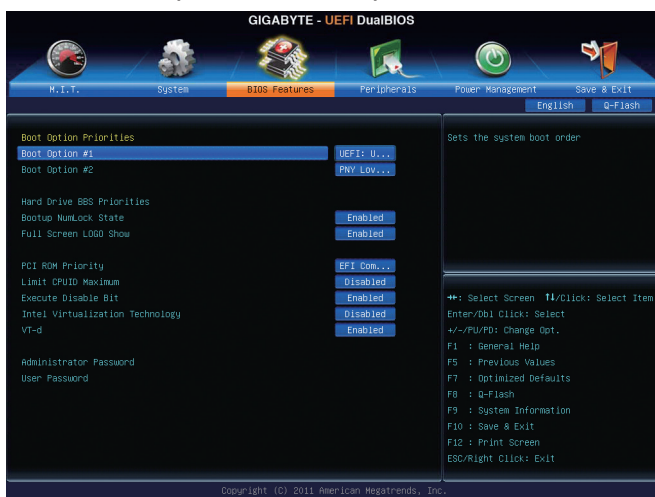 GIGABYTE - UEFI DualBIOS
M.I.T. System BIOS Features Peripherals Power Management Save & Exit
English Q-Flash
Boot Option Priorities
Boot Option #1 UEFI: U...
Boot Option #2 PNY Lov...
Hard Drive BBS Priorities
Bootup NumLock State Enabled
Full Screen LOGO Show Enabled
PCI ROM Priority EFI Com...
Limit CPUID Maximum Disabled
Execute Disable Bit Enabled
Intel Virtualization Technology Disabled
VT-d Enabled
Administrator Password
User Password
Sets the system boot order
→←: Select Screen ↑↓/Click: Select Item
Enter/Dbl Click: Select
+/-/PU/PD: Change Opt.
F1 : General Help
F5 : Previous Values
F7 : Optimized Defaults
F8 : Q-Flash
F9 : System Information
F10 : Save & Exit
F12 : Print Screen
ESC/Right Click: Exit
Copyright (C) 2011 American Megatrends, Inc.